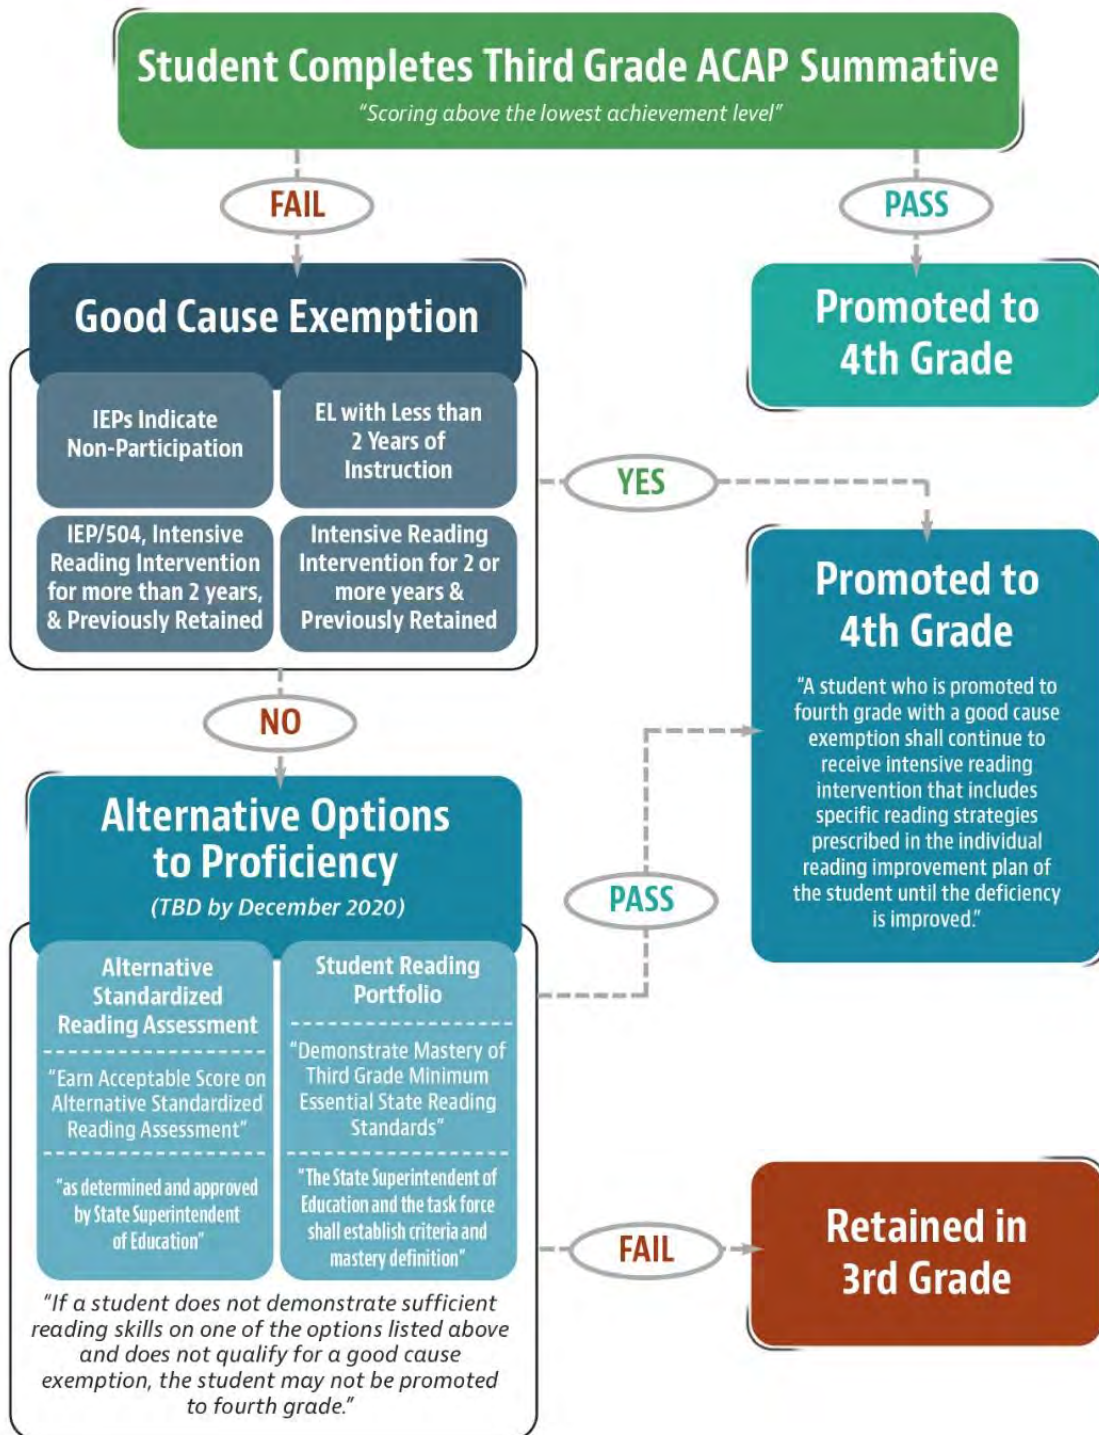 Student Completes Third Grade ACAP Summative
"Scoring above the lowest achievement level"
FAIL
PASS
Good Cause Exemption
IEPs Indicate
Non-Participation
EL with Less than
2 Years of
Instruction
IEP/504, Intensive
Reading Intervention
for more than 2 years,
& Previously Retained
Intensive Reading
Intervention for 2 or
more years &
Previously Retained
Promoted to
4th Grade
YES
Promoted to
4th Grade
"A student who is promoted to
fourth grade with a good cause
exemption shall continue to
receive intensive reading
intervention that includes
specific reading strategies
prescribed in the individual
reading improvement plan of
the student until the deficiency
is improved."
NO
Alternative Options
to Proficiency
(TBD by December 2020)
Alternative
Standardized
Reading Assessment
"Earn Acceptable Score on
Alternative Standardized
Reading Assessment"
"as determined and approved
by State Superintendent
of Education"
Student Reading
Portfolio
"Demonstrate Mastery of
Third Grade Minimum
Essential State Reading
Standards"
"The State Superintendent of
Education and the task force
shall establish criteria and
mastery definition"
"If a student does not demonstrate sufficient
reading skills on one of the options listed above
and does not qualify for a good cause
exemption, the student may not be promoted
to fourth grade."
PASS
FAIL
Retained in
3rd Grade